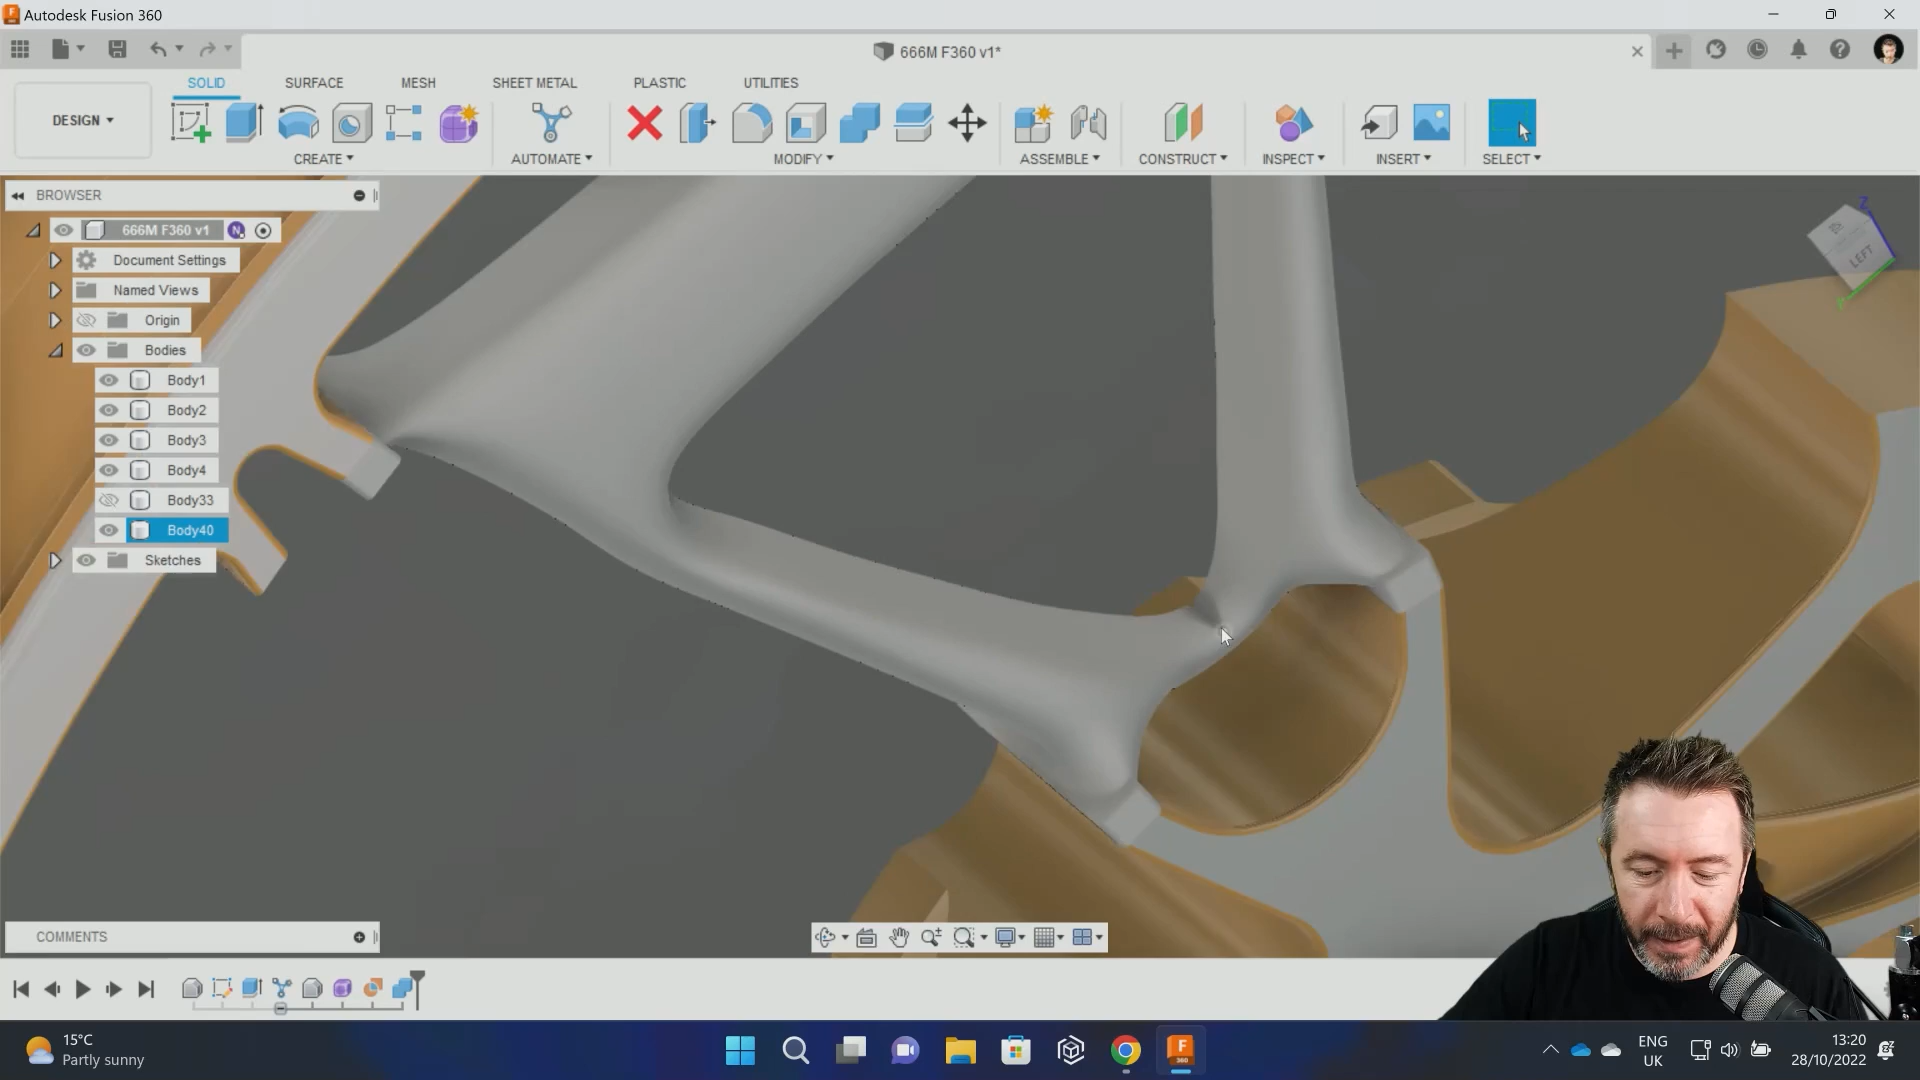 Autodesk Fusion 360
666M F360 v1*
DESIGN
SOLID
SURFACE
MESH
SHEET METAL
PLASTIC
UTILITIES
CREATE
AUTOMATE
MODIFY
ASSEMBLE
CONSTRUCT
INSPECT
INSERT
SELECT
BROWSER
666M F360 v1
N
Document Settings
Named Views
Origin
Bodies
Body1
Body2
Body3
Body4
Body33
Body40
Sketches
Z
LEFT
COMMENTS
15°C
Partly sunny
F
360
ENG
UK
13:20
28/10/2022